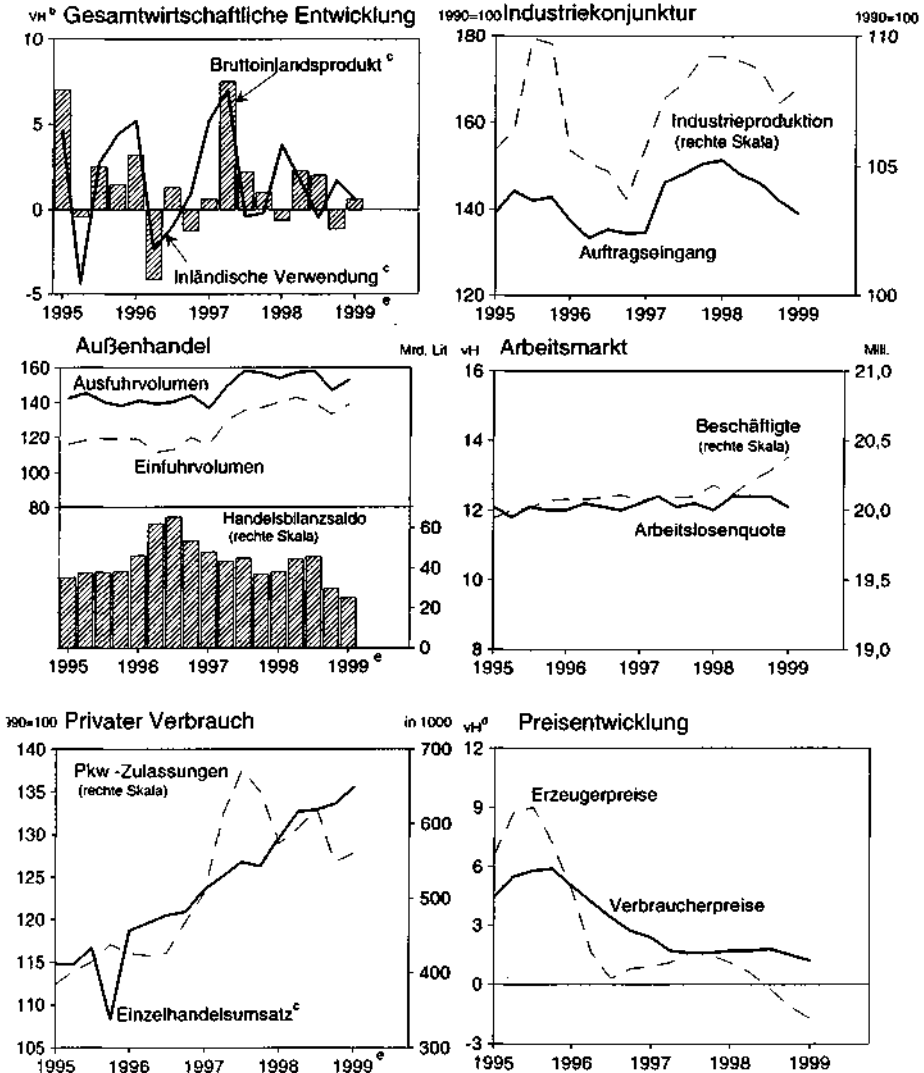 VH b Gesamtwirtschaftliche Entwicklung
10
5
0
-5
Bruttoinlandsprodukt c
Inländische Verwendung c
1995 1996 1997 1998 1999 e
1990=100 Industriekonjunktur 1990=100
180
160
140
120
110
105
100
Industrieproduktion
(rechte Skala)
Auftragseingang
1995 1996 1997 1998 1999
Außenhandel Mrd. Lit
160
140
120
100
80
60
40
20
0
Ausfuhrvolumen
Einfuhrvolumen
Handelsbilanzsaldo
(rechte Skala)
1995 1996 1997 1998 1999 e
vH Arbeitsmarkt Mill.
16
14
12
10
8
21,0
20,5
20,0
19,5
19,0
Beschäftigte
(rechte Skala)
Arbeitslosenquote
1995 1996 1997 1998 1999
990=100 Privater Verbrauch in 1000
140
135
130
125
120
115
110
105
700
600
500
400
300
Pkw -Zulassungen
(rechte Skala)
Einzelhandelsumsatz c
1995 1996 1997 1998 1999 e
vH d Preisentwicklung
12
9
6
3
0
-3
Erzeugerpreise
Verbraucherpreise
1995 1996 1997 1998 1999